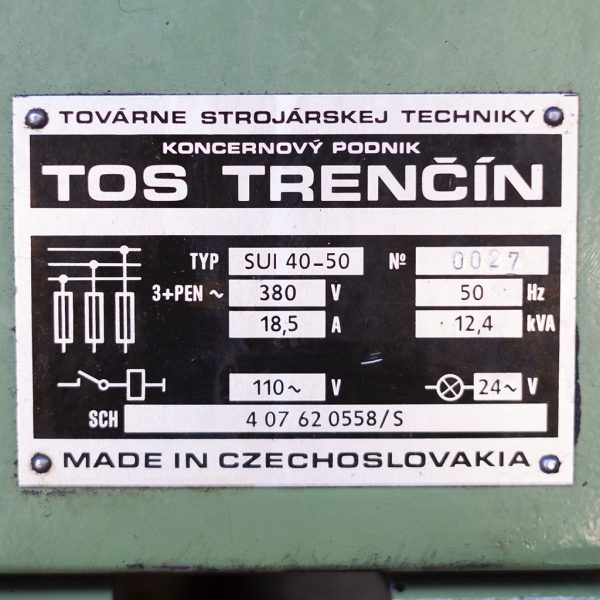 TOVÁRNE STROJÁRSKEJ TECHNIKY
KONCERNOVÝ PODNIK
TOS TRENČÍN
TYP SUI 40-50 № 0027
3+PEN ~ 380 V 50 Hz
18,5 A 12,4 kVA
110~ V 24~ V
SCH 4 07 62 0558/S
MADE IN CZECHOSLOVAKIA